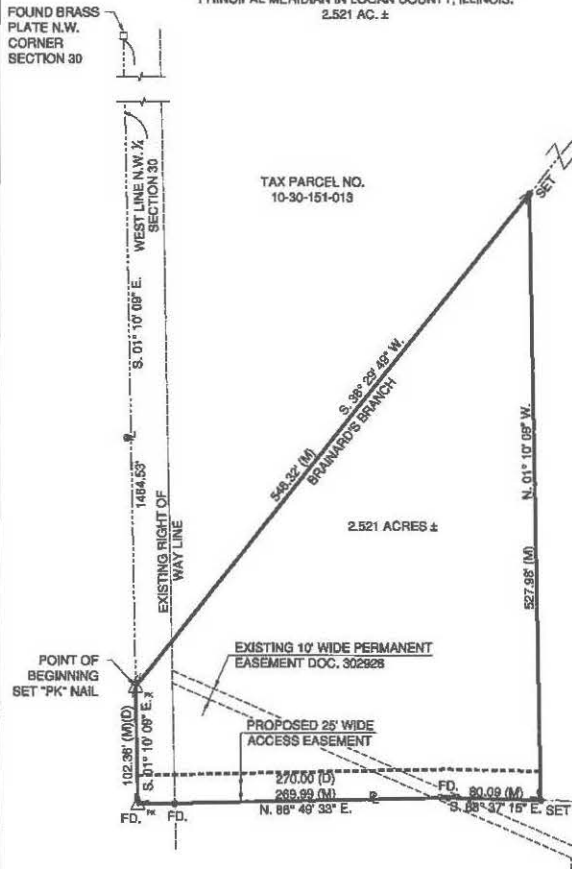 PRINCIPAL MERIDIAN IN LOGAN COUNTY, ILLINOIS.
2.521 AC. ±
FOUND BRASS
PLATE N.W.
CORNER
SECTION 30
WEST LINE N.W. ¼
SECTION 30
S. 01° 10' 09" E.
1464.53'
TAX PARCEL NO.
10-30-151-013
SET
S. 38° 29' 49" W.
548.32' (M)
BRAINARD'S BRANCH
N. 01° 10' 09" W.
527.98' (M)
2.521 ACRES ±
EXISTING RIGHT OF
WAY LINE
POINT OF
BEGINNING
SET "PK" NAIL
EXISTING 10' WIDE PERMANENT
EASEMENT DOC. 302928
102.36' (M)(D)
S. 01° 10' 09" E.
PROPOSED 25' WIDE
ACCESS EASEMENT
270.00 (D)
269.99 (M)
N. 86° 49' 33" E.
FD.
80.09 (M)
S. 88° 37' 15" E.
SET
FD. PK
FD.